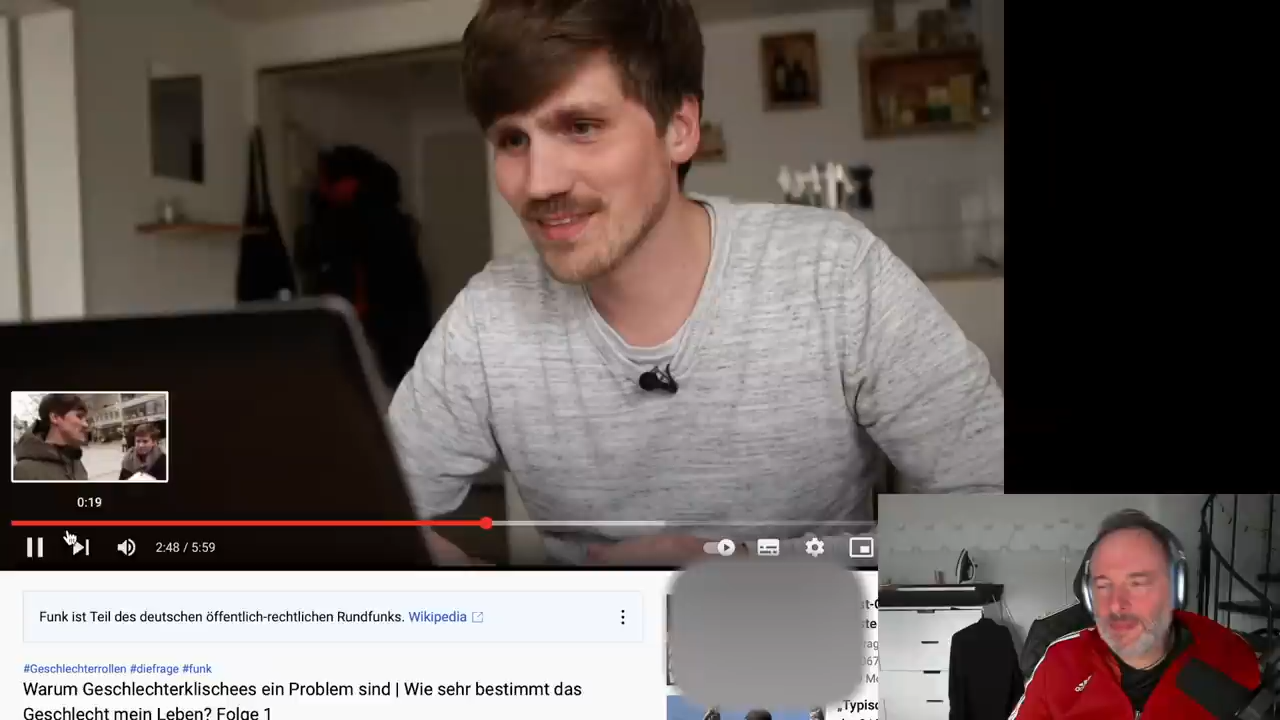 0:19
2:48 / 5:59
Funk ist Teil des deutschen öffentlich-rechtlichen Rundfunks. Wikipedia
#Geschlechterrollen #diefrage #funk
Warum Geschlechterklischees ein Problem sind | Wie sehr bestimmt das
Geschlecht mein Leben? Folge 1
„Typisc